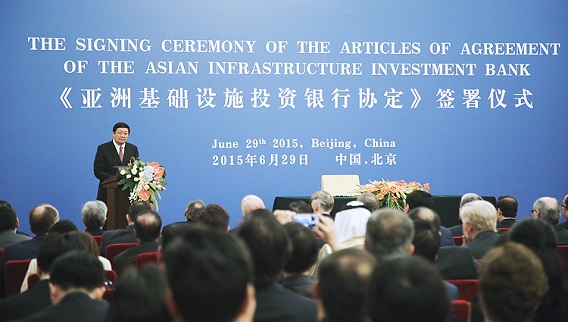 THE SIGNING CEREMONY OF THE ARTICLES OF AGREEMENT
OF THE ASIAN INFRASTRUCTURE INVESTMENT BANK
《亚洲基础设施投资银行协定》签署仪式
June 29th 2015, Beijing, China
2015年6月29日 中国.北京